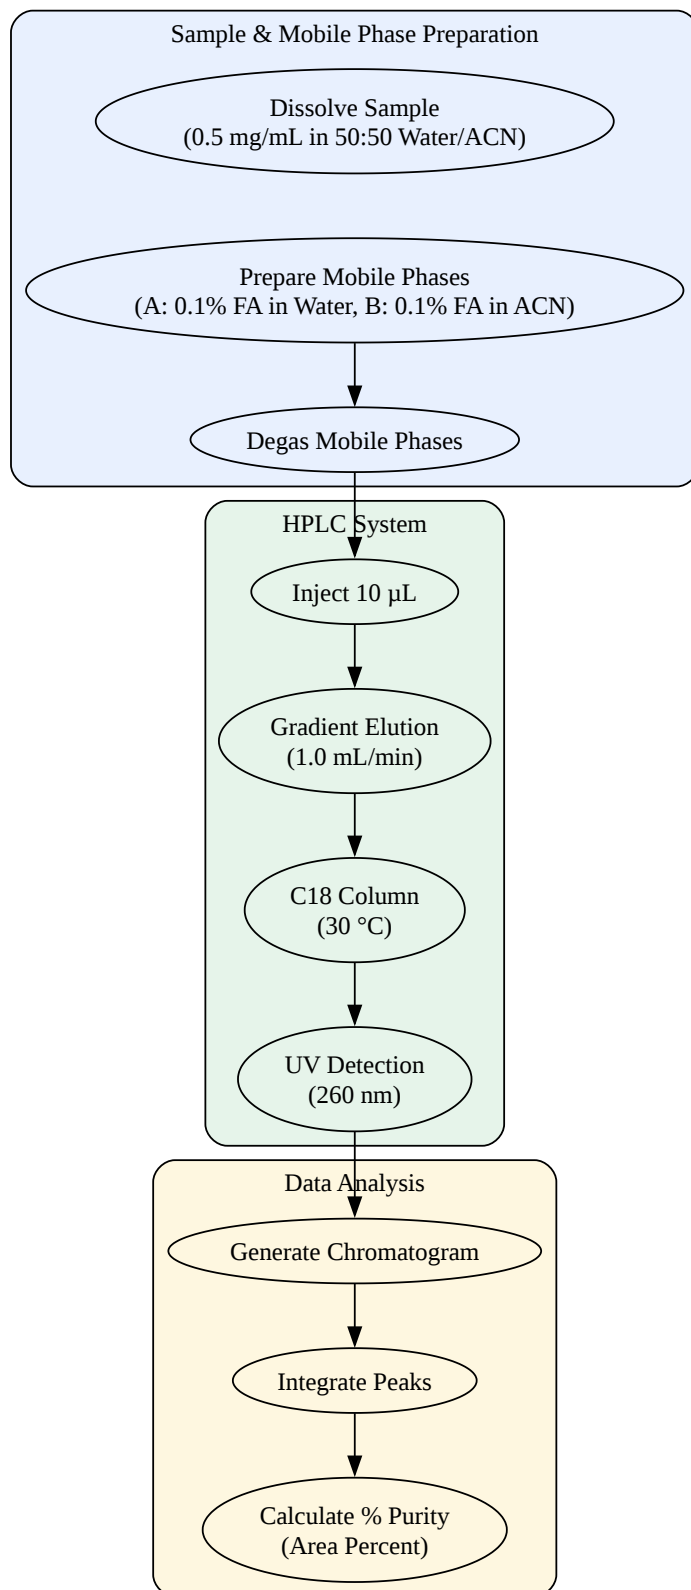 Sample & Mobile Phase Preparation
Dissolve Sample
(0.5 mg/mL in 50:50 Water/ACN)
Prepare Mobile Phases
(A: 0.1% FA in Water, B: 0.1% FA in ACN)
Degas Mobile Phases
HPLC System
Inject 10 µL
Gradient Elution
(1.0 mL/min)
C18 Column
(30 °C)
UV Detection
(260 nm)
Data Analysis
Generate Chromatogram
Integrate Peaks
Calculate % Purity
(Area Percent)